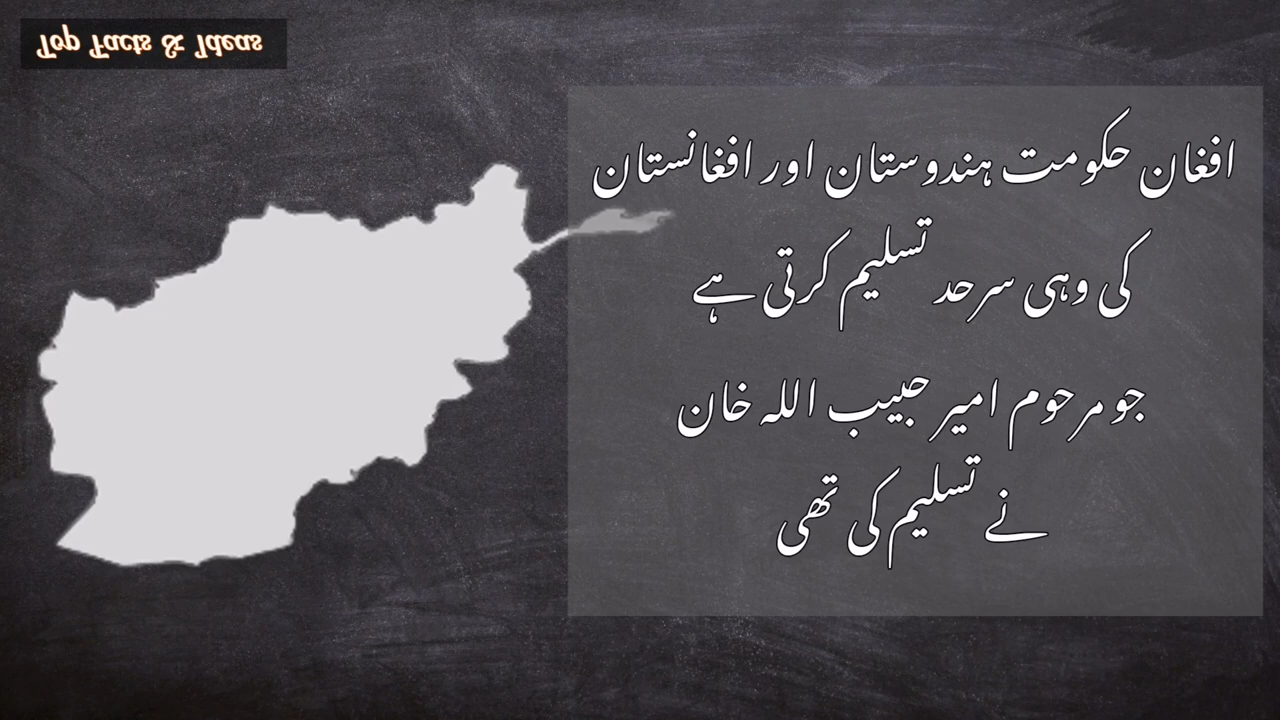 Top Facts & Ideas
افغان حکومت ہندوستان اور افغانستان
کی وہی سرحد تسلیم کرتی ہے
جو مرحوم امیر حبیب اللہ خان
نے تسلیم کی تھی